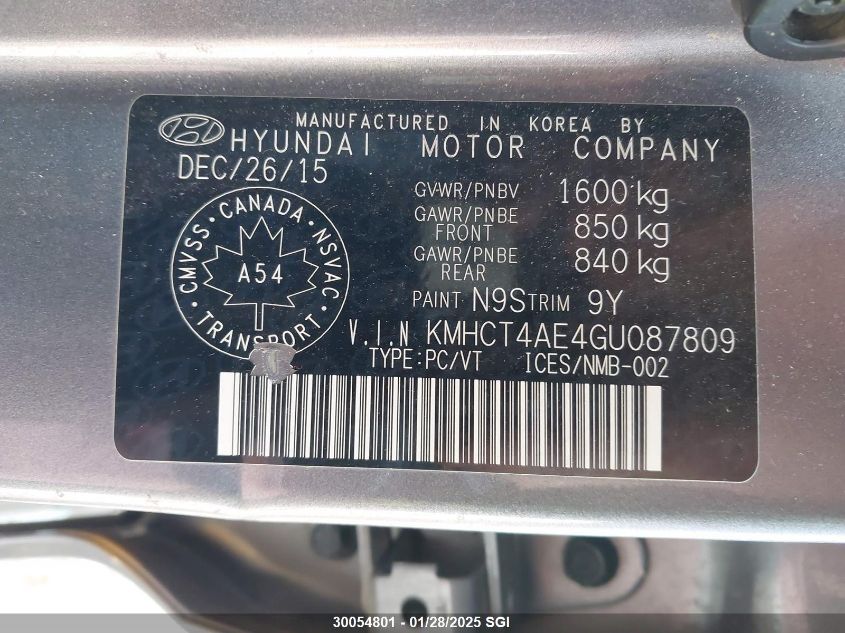 MANUFACTURED IN KOREA BY
HYUNDAI MOTOR COMPANY
DEC/26/15
GVWR/PNBV 1600 kg
GAWR/PNBE FRONT 850 kg
GAWR/PNBE REAR 840 kg
CANADA · NSVAC · TRANSPORT · CMVSS ·
A54
PAINT N9S TRIM 9Y
V.I.N KMHCT4AE4GU087809
TYPE:PC/VT ICES/NMB-002
30054801 - 01/28/2025 SGI